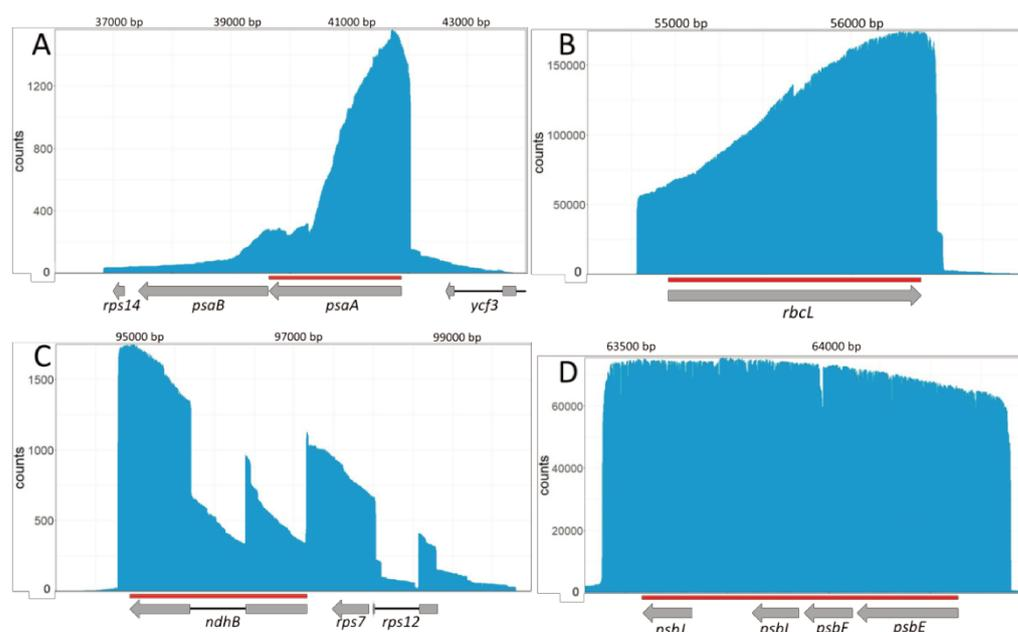 37000 bp 39000 bp 41000 bp 43000 bp
A
1200
800
400
0
counts
rps14 psaB psaA ycf3
55000 bp 56000 bp
B
150000
100000
50000
0
counts
rbcL
95000 bp 97000 bp 99000 bp
C
1500
1000
500
0
counts
ndhB rps7 rps12
63500 bp 64000 bp
D
60000
40000
20000
0
counts
psbJ psbL psbF psbE